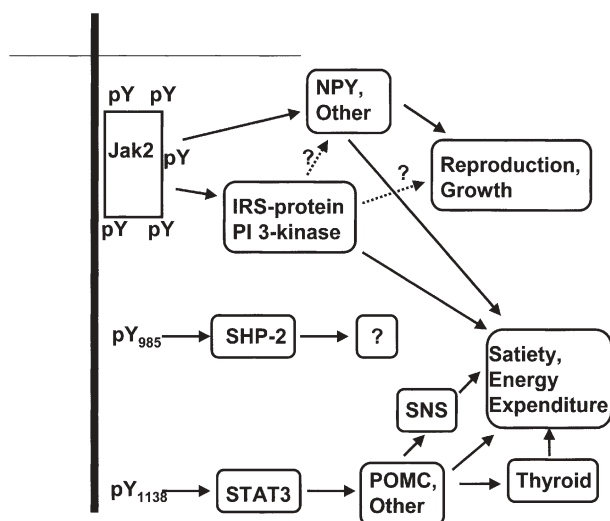 pY pY
Jak2
pY
pY pY
NPY,
Other
?
?
Reproduction,
Growth
IRS-protein
PI 3-kinase
pY985
SHP-2
?
Satiety,
Energy
Expenditure
SNS
pY1138
STAT3
POMC,
Other
Thyroid